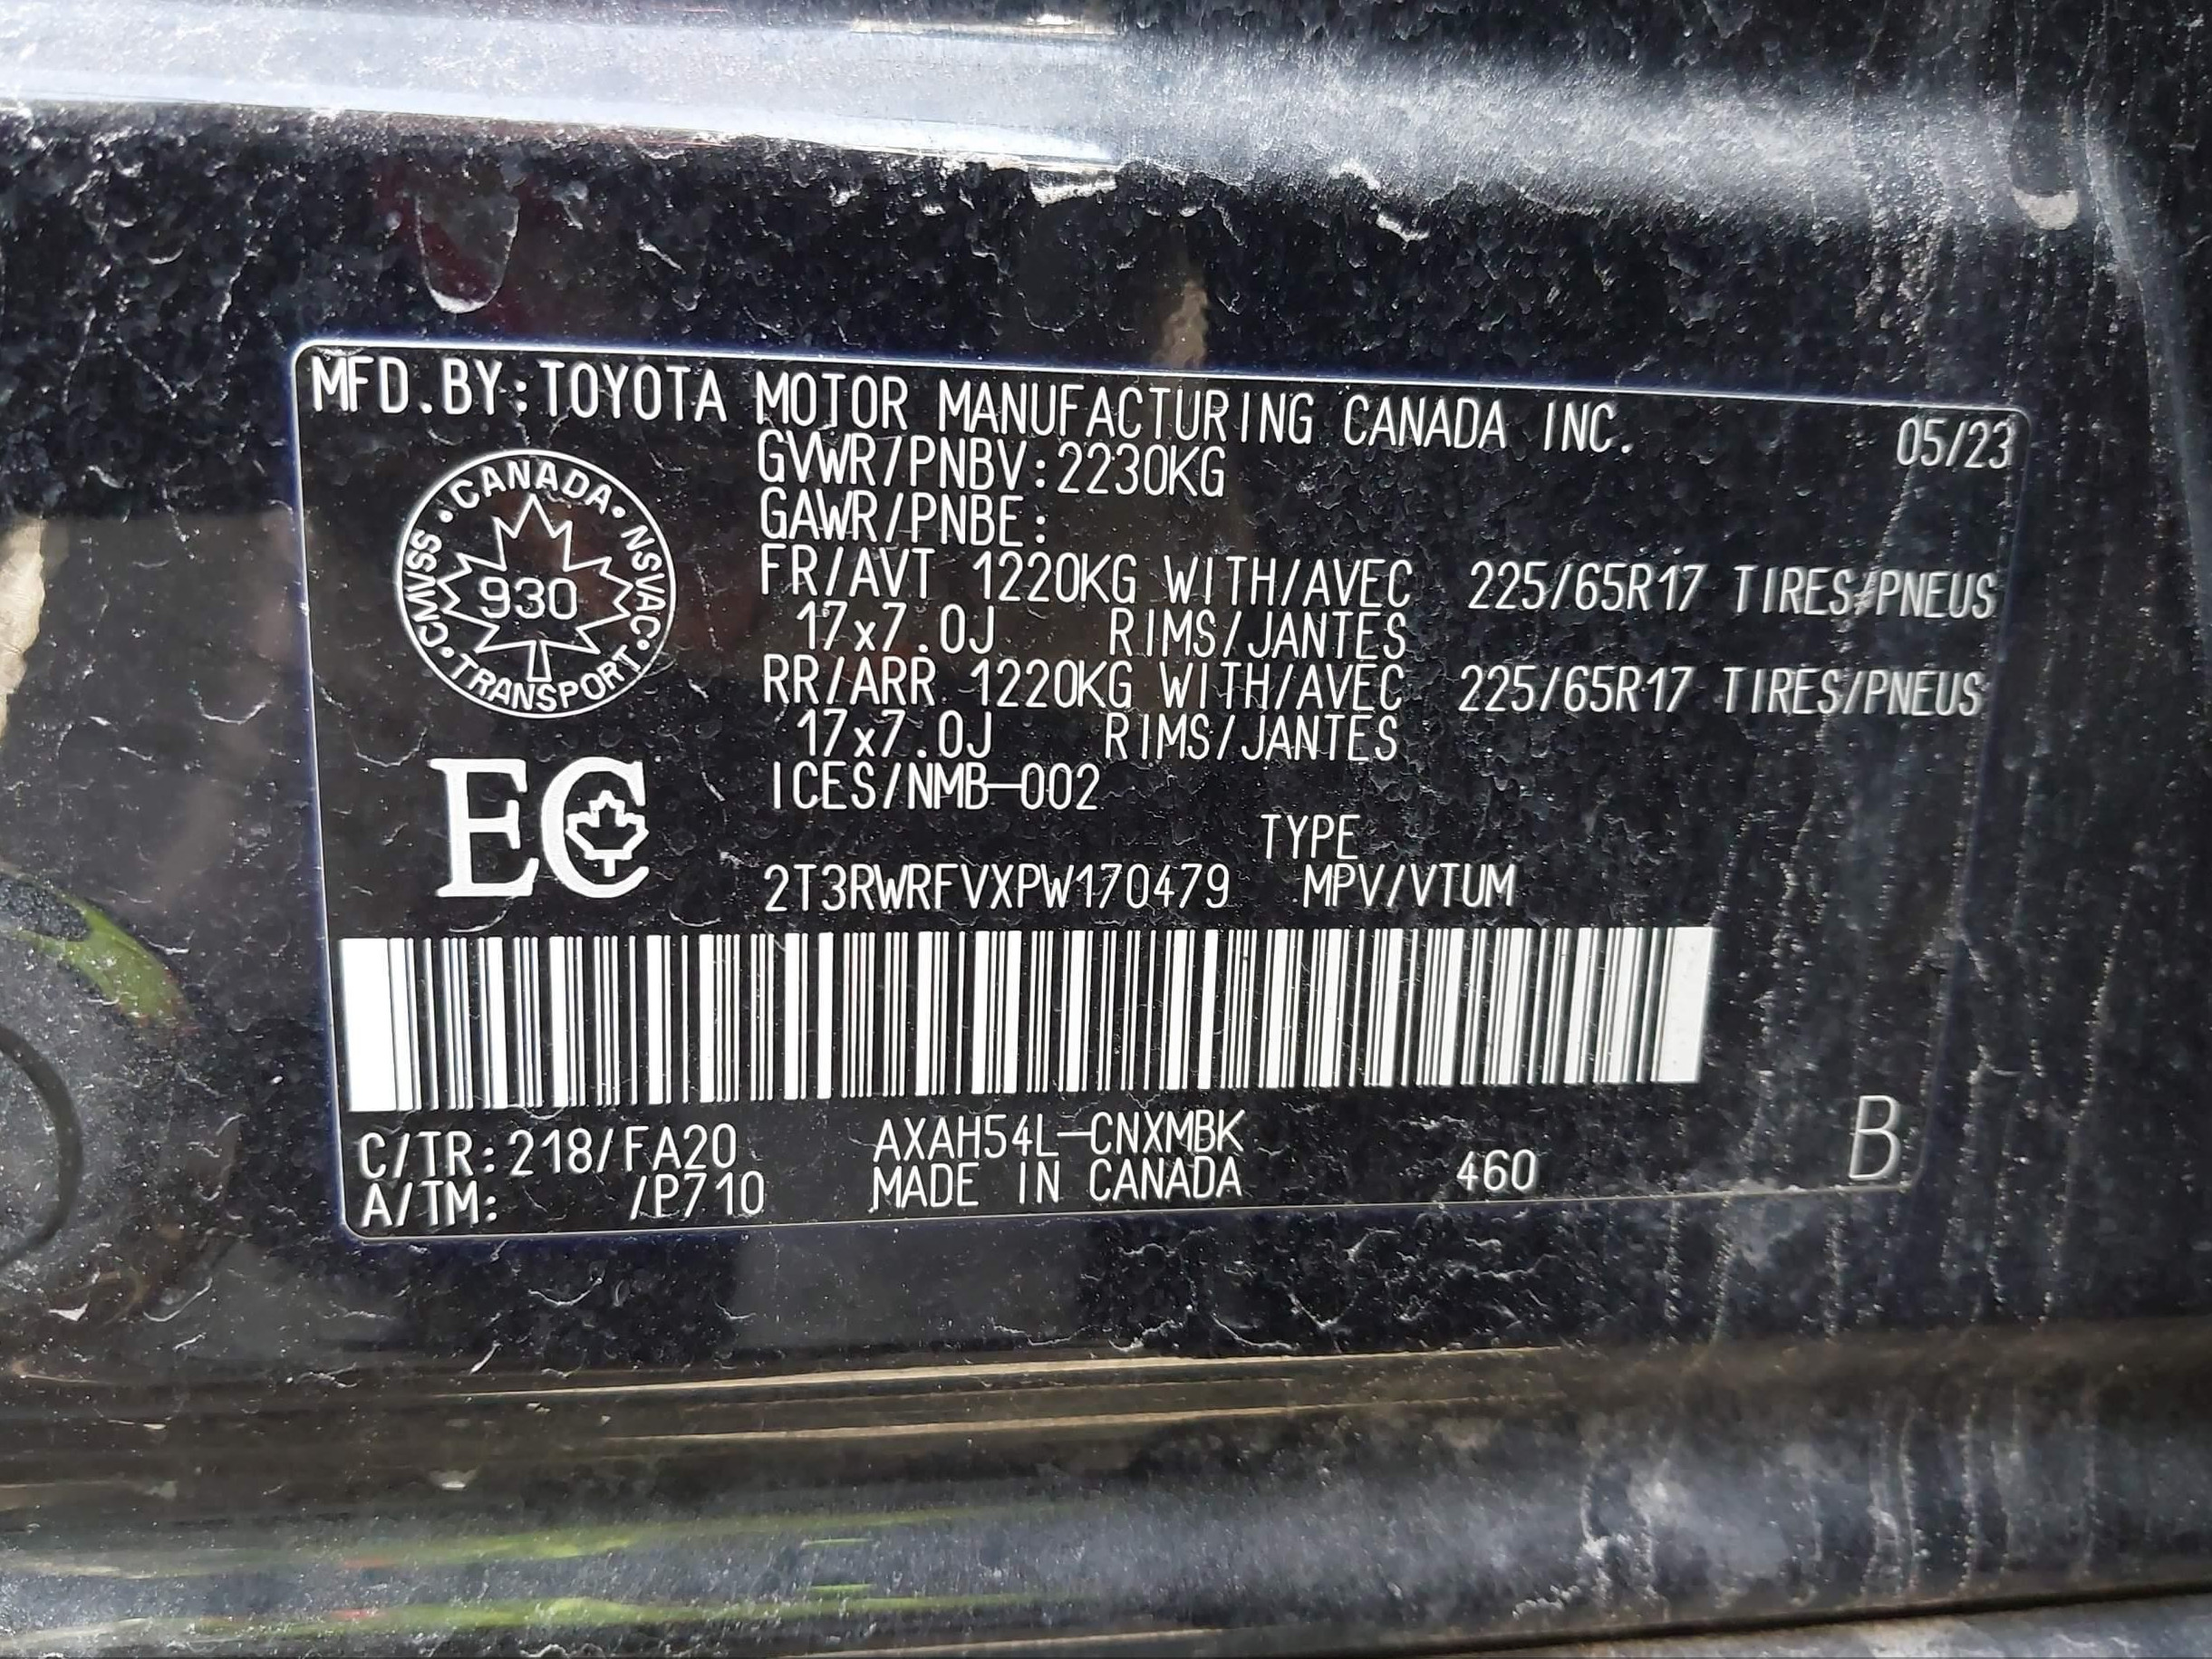 MFD.BY:TOYOTA MOTOR MANUFACTURING CANADA INC. 05/23
GVWR/PNBV:2230KG
GAWR/PNBE:
FR/AVT 1220KG WITH/AVEC 225/65R17 TIRES/PNEUS
17x7.0J RIMS/JANTES
RR/ARR 1220KG WITH/AVEC 225/65R17 TIRES/PNEUS
17x7.0J RIMS/JANTES
ICES/NMB-002
CANADA • NSVAC • TRANSPORT • CMVSS •
930
EC
TYPE
2T3RWRFVXPW170479 MPV/VTUM
C/TR:218/FA20 AXAH54L-CNXMBK
A/TM: /P710 MADE IN CANADA 460 B